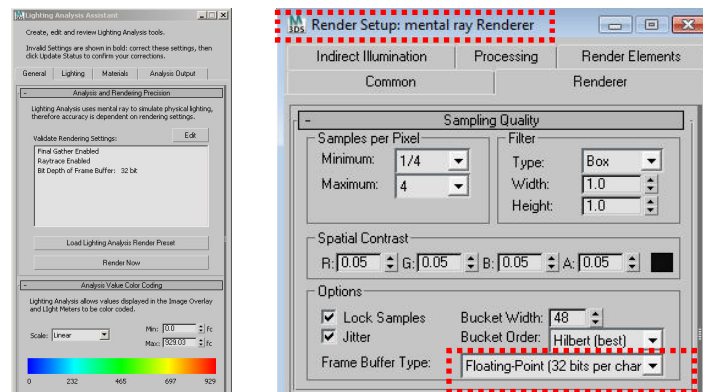 Lighting Analysis Assistant
Create, edit and review Lighting Analysis tools.
Invalid Settings are shown in bold: correct these settings, then
click Update Status to confirm your corrections.
General Lighting Materials Analysis Output
- Analysis and Rendering Precision
Lighting Analysis uses mental ray to simulate physical lighting,
therefore accuracy is dependent on rendering settings.
Validate Rendering Settings: Edit
Final Gather Enabled
Raytrace Enabled
Bit Depth of Frame Buffer: 32 bit
Load Lighting Analysis Render Preset
Render Now
- Analysis Value Color Coding
Lighting Analysis allows values displayed in the Image Overlay
and Light Meters to be color coded.
Scale: Linear Min: 0.0 fc
Max: 929.03 fc
0 232 465 697 929
3DS Render Setup: mental ray Renderer
Indirect Illumination Processing Render Elements
Common Renderer
- Sampling Quality
Samples per Pixel Filter
Minimum: 1/4 Type: Box
Maximum: 4 Width: 1.0
Height: 1.0
Spatial Contrast
R: 0.05 G: 0.05 B: 0.05 A: 0.05
Options
Lock Samples Bucket Width: 48
Jitter Bucket Order: Hilbert (best)
Frame Buffer Type: Floating-Point (32 bits per char